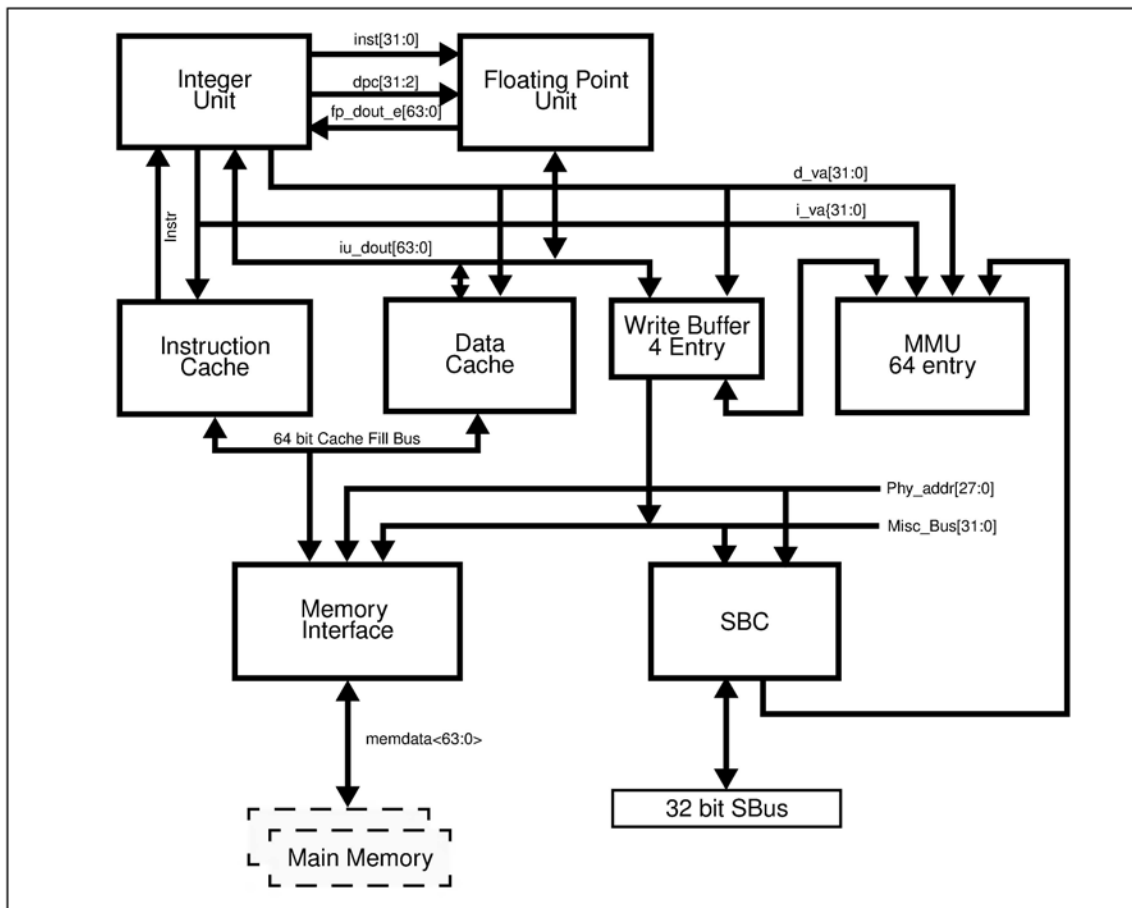 inst[31:0]
Integer
Unit
dpc[31:2]
fp_dout_e[63:0]
Floating Point
Unit
d_va[31:0]
i_va{31:0]
Instr
iu_dout[63:0]
Instruction
Cache
Data
Cache
Write Buffer
4 Entry
MMU
64 entry
64 bit Cache Fill Bus
Phy_addr[27:0]
Misc_Bus[31:0]
Memory
Interface
SBC
memdata<63:0>
32 bit SBus
Main Memory